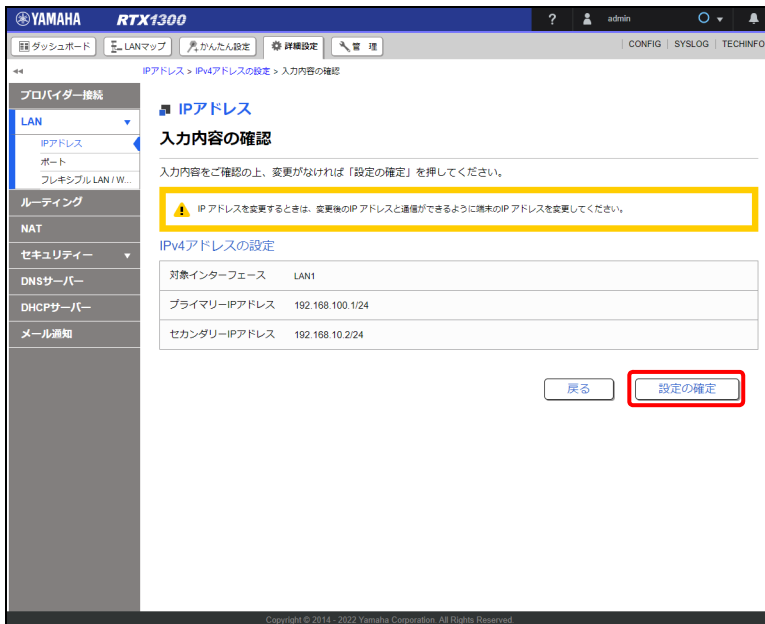 YAMAHA RTX1300 ? admin
ダッシュボード LANマップ かんたん設定 詳細設定 管 理 CONFIG SYSLOG TECHINFO
IPアドレス > IPv4アドレスの設定 > 入力内容の確認
プロバイダー接続
LAN
IPアドレス
ポート
フレキシブル LAN / W...
ルーティング
NAT
セキュリティー
DNSサーバー
DHCPサーバー
メール通知
IPアドレス
入力内容の確認
入力内容をご確認の上、変更がなければ「設定の確定」を押してください。
IP アドレスを変更するときは、変更後のIP アドレスと通信ができるように端末のIP アドレスを変更してください。
IPv4アドレスの設定
対象インターフェース LAN1
プライマリーIPアドレス 192.168.100.1/24
セカンダリーIPアドレス 192.168.10.2/24
戻る 設定の確定
Copyright © 2014 - 2022 Yamaha Corporation. All Rights Reserved.